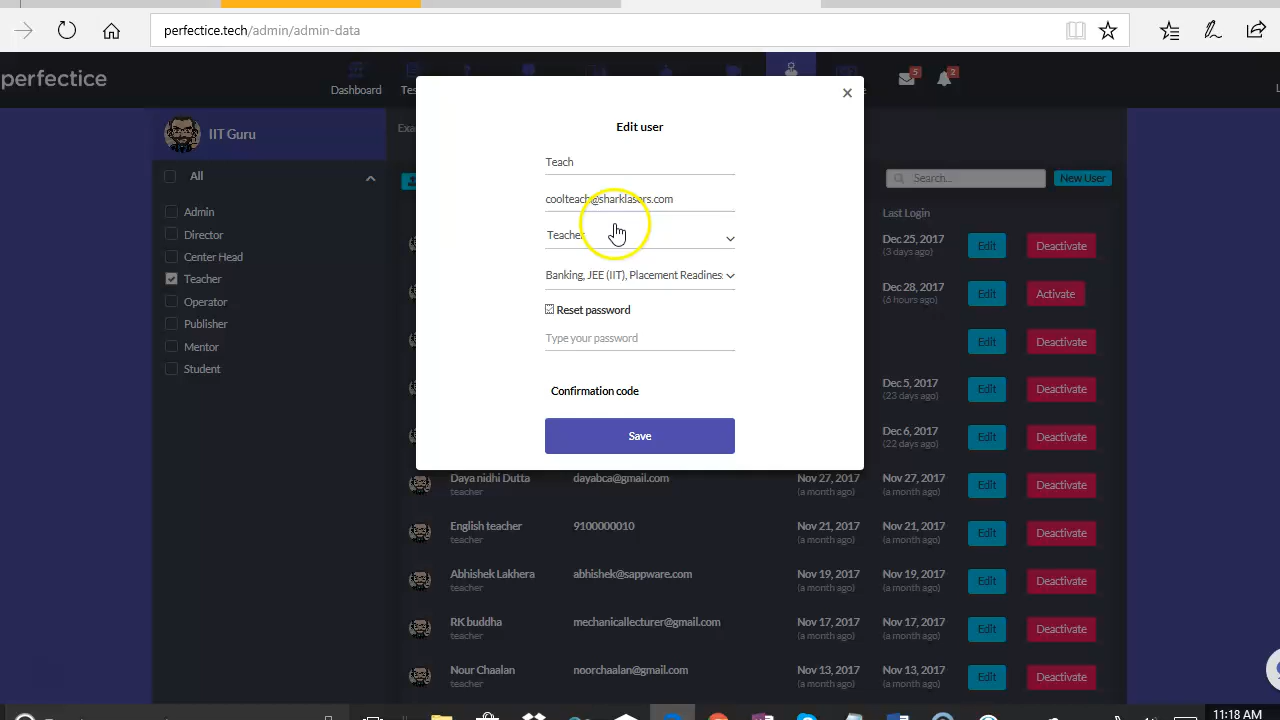 perfectice.tech/admin/admin-data
perfectice
Dashboard
5
2
IIT Guru
All
Admin
Director
Center Head
Teacher
Operator
Publisher
Mentor
Student
Edit user
Teach
coolteach@sharklasers.com
Teacher
Banking, JEE (IIT), Placement Readines
Reset password
Type your password
Confirmation code
Save
Search...
New User
Last Login
Dec 25, 2017 Edit Deactivate
(3 days ago)
Dec 28, 2017 Edit Activate
(6 hours ago)
Edit Deactivate
Dec 5, 2017 Edit Deactivate
(23 days ago)
Dec 6, 2017 Edit Deactivate
(22 days ago)
Daya nidhi Dutta dayabca@gmail.com Nov 27, 2017 Nov 27, 2017 Edit Deactivate
teacher (a month ago) (a month ago)
English teacher 9100000010 Nov 21, 2017 Nov 21, 2017 Edit Deactivate
teacher (a month ago) (a month ago)
Abhishek Lakhera abhishek@sappware.com Nov 19, 2017 Nov 19, 2017 Edit Deactivate
teacher (a month ago) (a month ago)
RK buddha mechanicallecturer@gmail.com Nov 17, 2017 Nov 17, 2017 Edit Deactivate
teacher (a month ago) (a month ago)
Nour Chaalan noorchaalan@gmail.com Nov 13, 2017 Nov 13, 2017 Edit Deactivate
teacher (a month ago) (a month ago)
11:18 AM